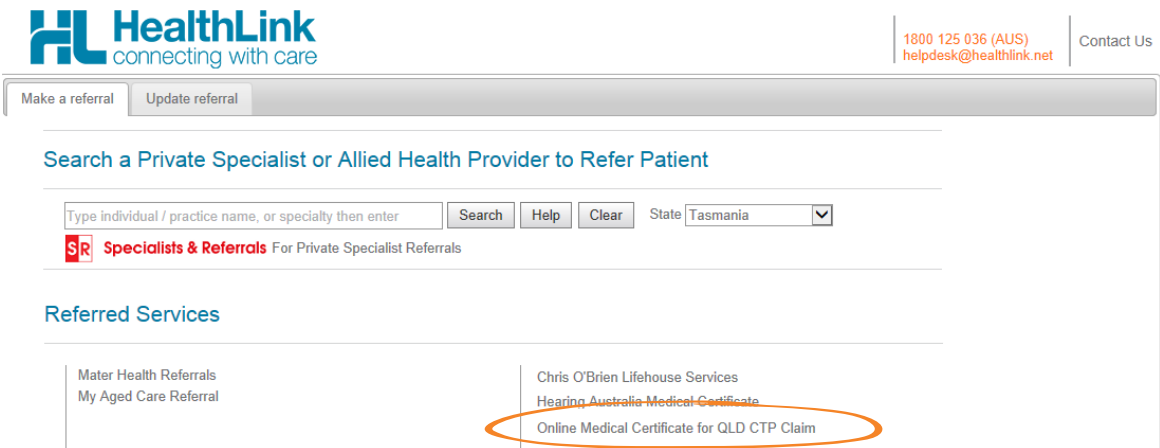 HL HealthLink
connecting with care
1800 125 036 (AUS)
helpdesk@healthlink.net
Contact Us
Make a referral
Update referral
Search a Private Specialist or Allied Health Provider to Refer Patient
Type individual / practice name, or specialty then enter
Search
Help
Clear
State
Tasmania
SR Specialists & Referrals For Private Specialist Referrals
Referred Services
Mater Health Referrals
My Aged Care Referral
Chris O'Brien Lifehouse Services
Hearing Australia Medical Certificate
Online Medical Certificate for QLD CTP Claim